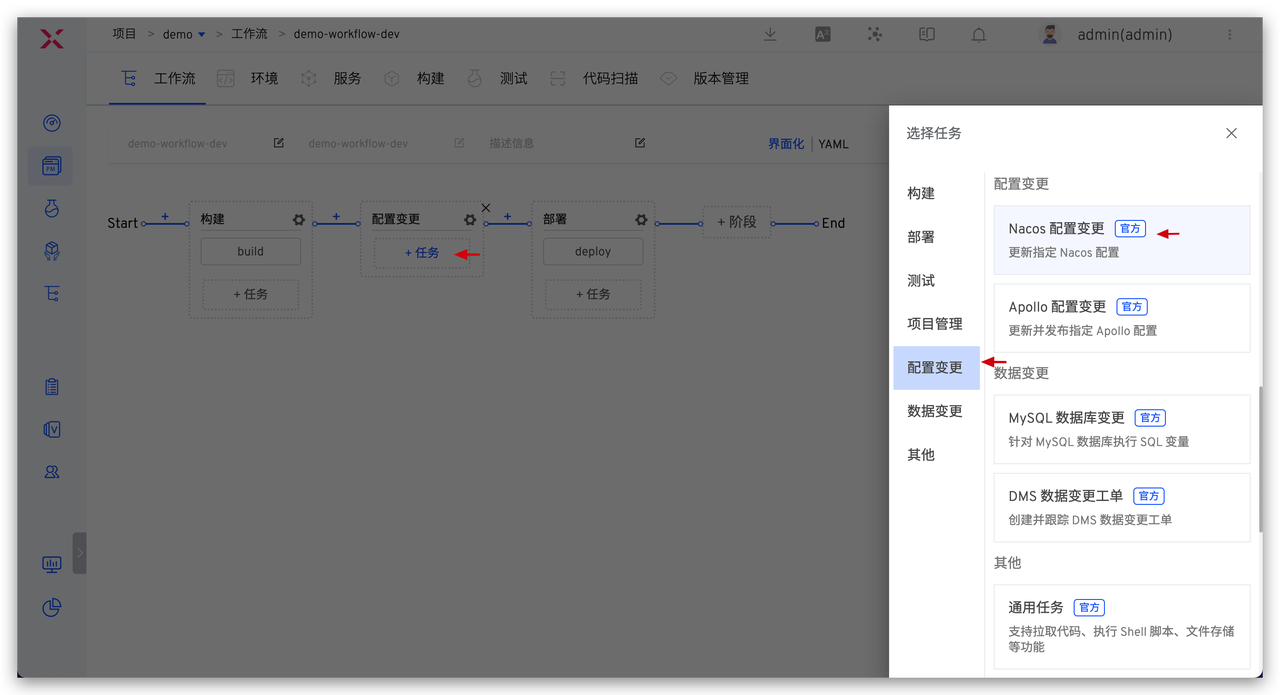 项目 > demo > 工作流 > demo-workflow-dev
admin(admin)
工作流 环境 服务 构建 测试 代码扫描 版本管理
demo-workflow-dev demo-workflow-dev 描述信息 界面化 | YAML
Start
+
构建
build
+ 任务
+
配置变更
+ 任务
+
部署
deploy
+ 任务
+ 阶段
End
选择任务
构建
部署
测试
项目管理
配置变更
数据变更
其他
配置变更
Nacos 配置变更 官方
更新指定 Nacos 配置
Apollo 配置变更 官方
更新并发布指定 Apollo 配置
数据变更
MySQL 数据库变更 官方
针对 MySQL 数据库执行 SQL 变量
DMS 数据变更工单 官方
创建并跟踪 DMS 数据变更工单
其他
通用任务 官方
支持拉取代码、执行 Shell 脚本、文件存储
等功能